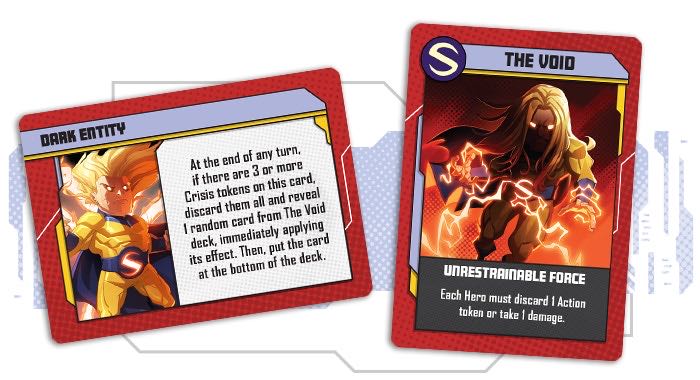 DARK ENTITY
At the end of any turn,
if there are 3 or more
Crisis tokens on this card,
discard them all and reveal
1 random card from The Void
deck, immediately applying
its effect. Then, put the card
at the bottom of the deck.
S
S
THE VOID
S
UNRESTRAINABLE FORCE
Each Hero must discard 1 Action
token or take 1 damage.